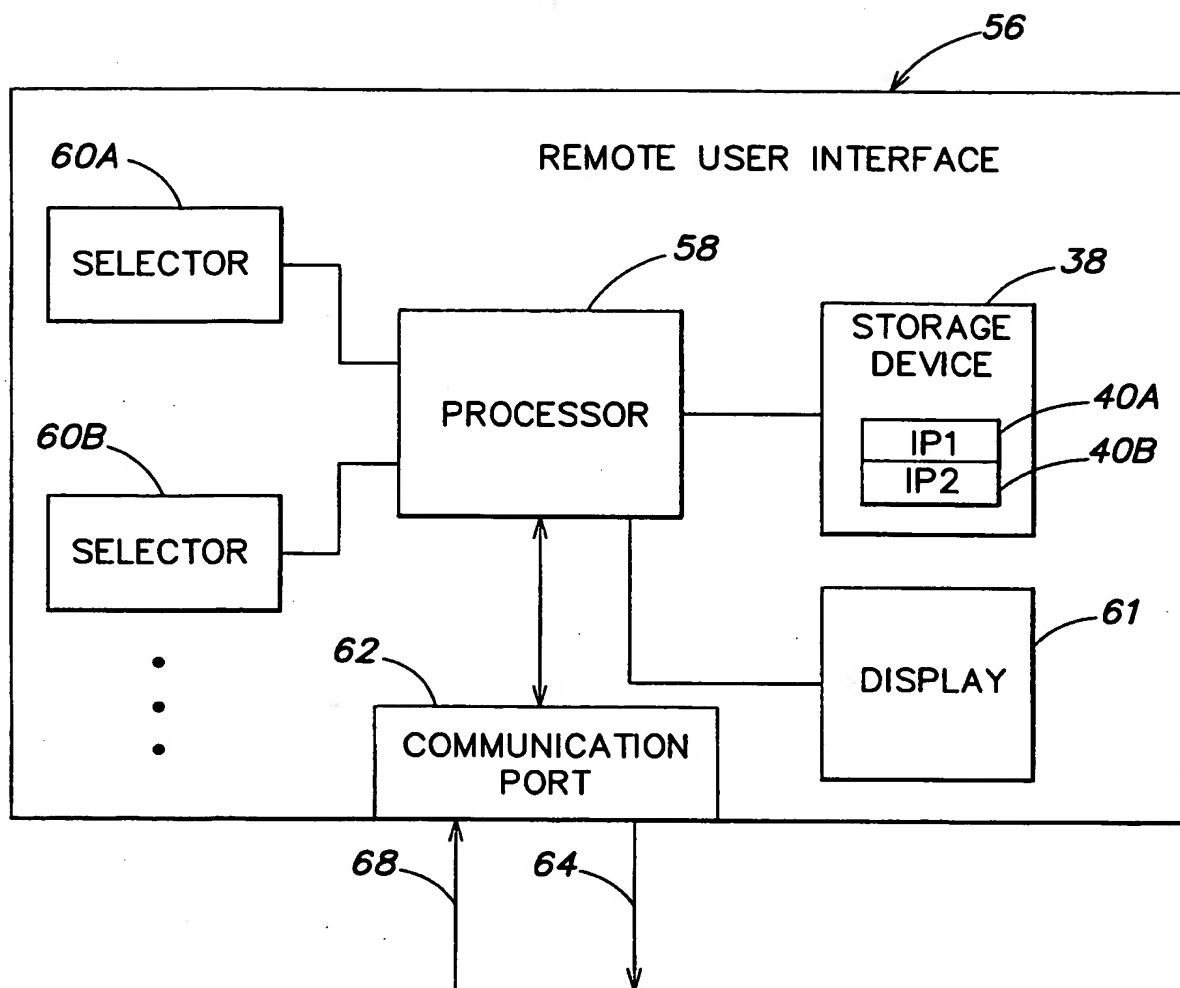 56
REMOTE USER INTERFACE
60A
SELECTOR
58
PROCESSOR
38
STORAGE
DEVICE
40A
IP1
40B
IP2
60B
SELECTOR
61
DISPLAY
62
COMMUNICATION
PORT
68
64